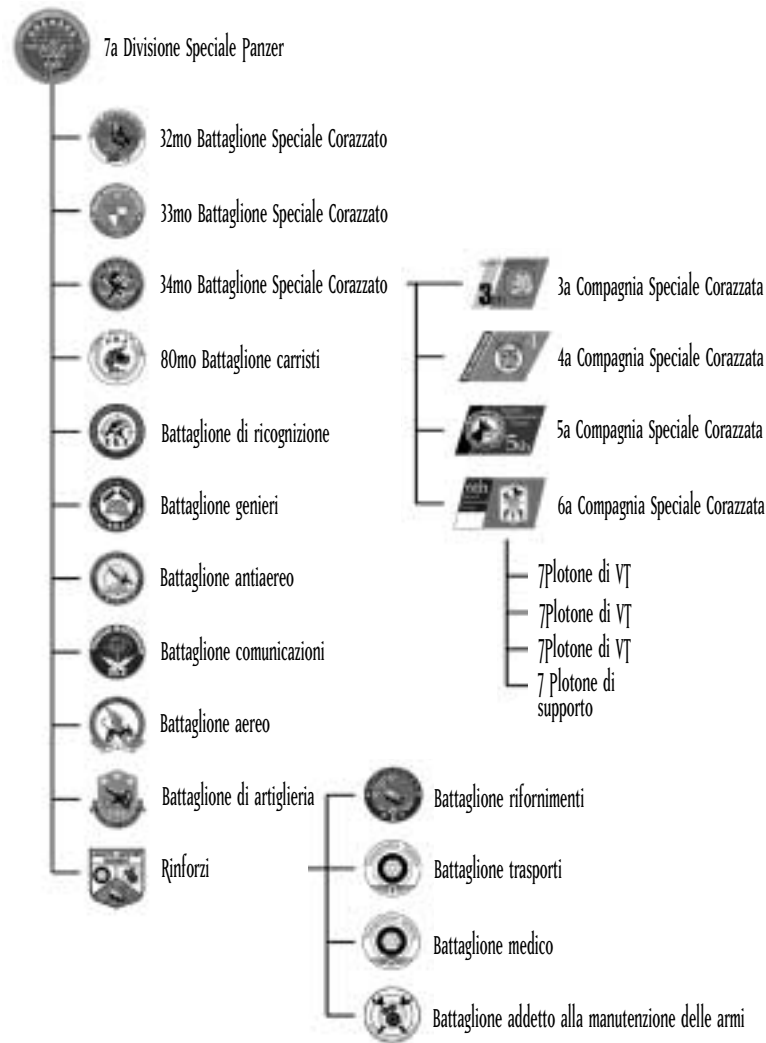 7a Divisione Speciale Panzer
32mo Battaglione Speciale Corazzato
33mo Battaglione Speciale Corazzato
34mo Battaglione Speciale Corazzato
80mo Battaglione carristi
Battaglione di ricognizione
Battaglione genieri
Battaglione antiaereo
Battaglione comunicazioni
Battaglione aereo
Battaglione di artiglieria
Rinforzi
3a Compagnia Speciale Corazzata
4a Compagnia Speciale Corazzata
5a Compagnia Speciale Corazzata
6a Compagnia Speciale Corazzata
7Plotone di VT
7Plotone di VT
7Plotone di VT
7 Plotone di
supporto
Battaglione rifornimenti
Battaglione trasporti
Battaglione medico
Battaglione addetto alla manutenzione delle armi
3
5th